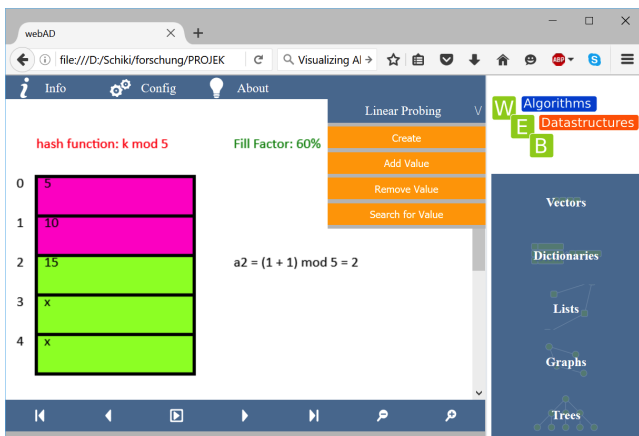 webAD
file:///D:/Schiki/forschung/PROJEK
Visualizing Al
ABP
S
Info
Config
About
Linear Probing
V
Create
Add Value
Remove Value
Search for Value
hash function: k mod 5
Fill Factor: 60%
0 5
1 10
2 15
a2 = (1 + 1) mod 5 = 2
3 x
4 x
W Algorithms
E Datastructures
B
Vectors
Dictionaries
Lists
Graphs
Trees